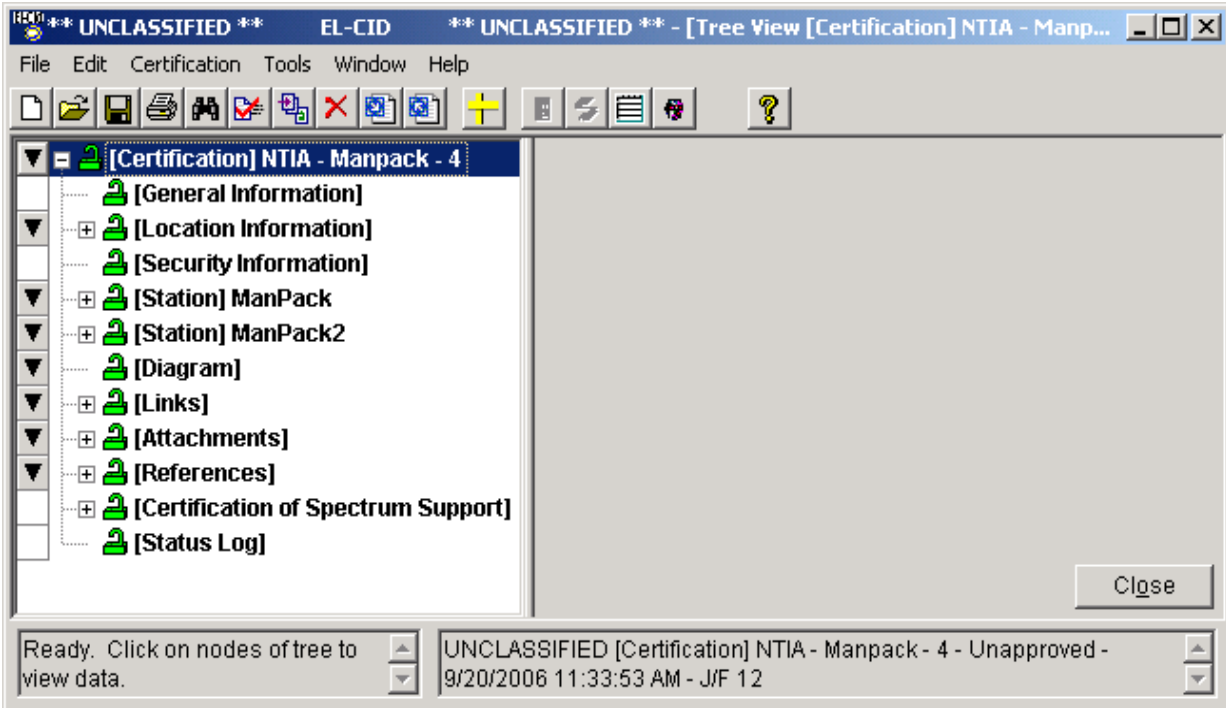 ** UNCLASSIFIED ** EL-CID ** UNCLASSIFIED ** - [Tree View [Certification] NTIA - Manp...
File Edit Certification Tools Window Help
[Certification] NTIA - Manpack - 4
[General Information]
[Location Information]
[Security Information]
[Station] ManPack
[Station] ManPack2
[Diagram]
[Links]
[Attachments]
[References]
[Certification of Spectrum Support]
[Status Log]
Close
Ready. Click on nodes of tree to
view data.
UNCLASSIFIED [Certification] NTIA - Manpack - 4 - Unapproved -
9/20/2006 11:33:53 AM - J/F 12